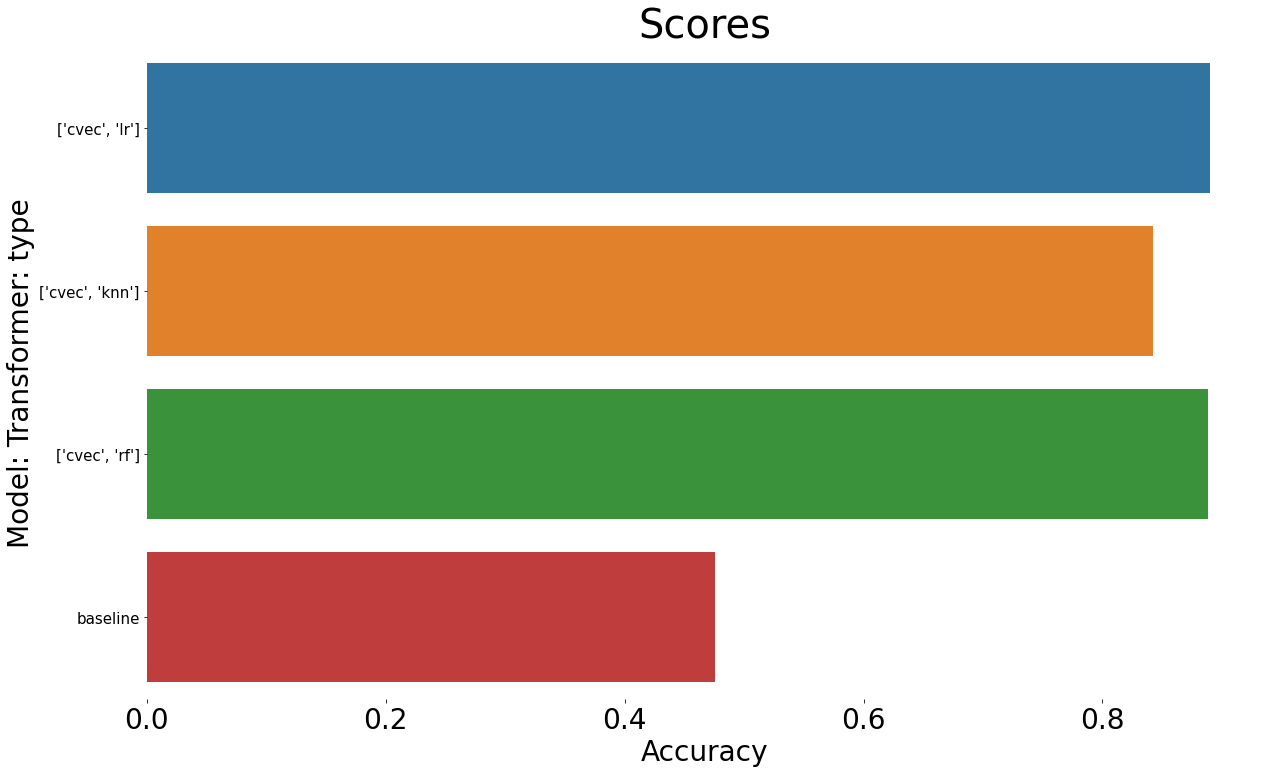 Scores
Model: Transformer: type
['cvec', 'lr']
['cvec', 'knn']
['cvec', 'rf']
baseline
0.0 0.2 0.4 0.6 0.8
Accuracy